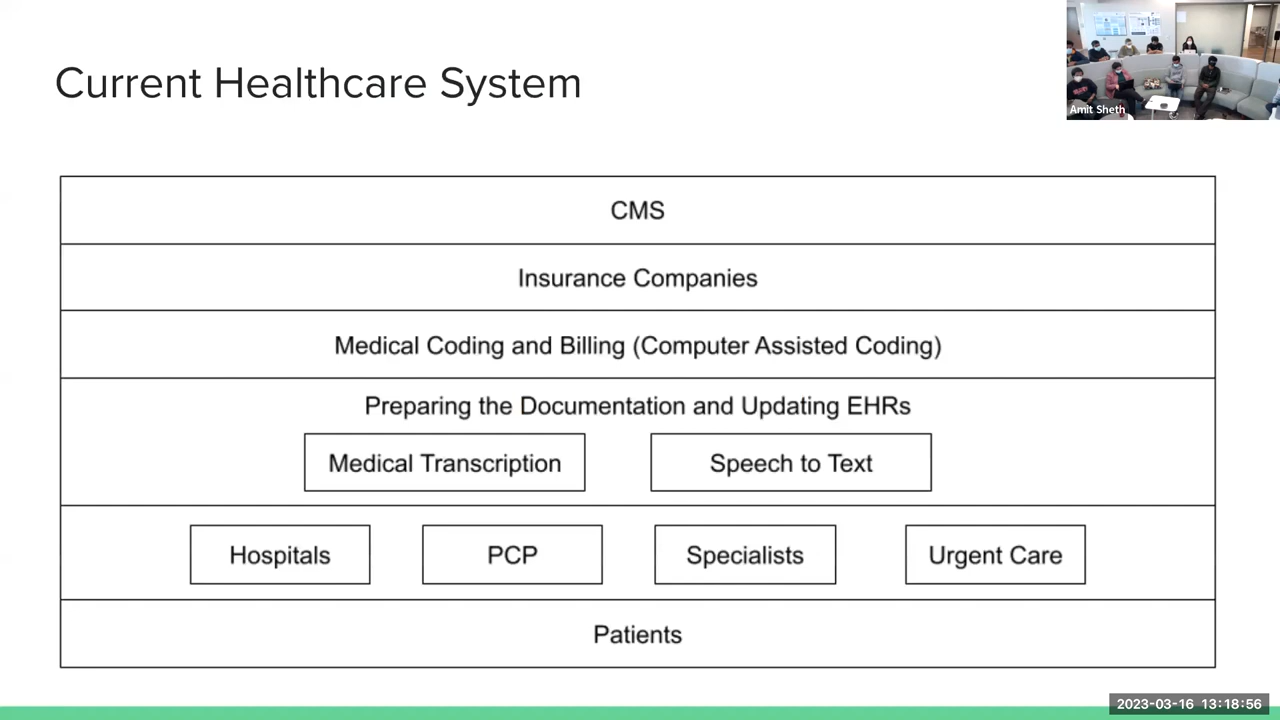 Current Healthcare System
Amit Sheth
CMS
Insurance Companies
Medical Coding and Billing (Computer Assisted Coding)
Preparing the Documentation and Updating EHRs
Medical Transcription
Speech to Text
Hospitals
PCP
Specialists
Urgent Care
Patients
2023-03-16 13:18:56